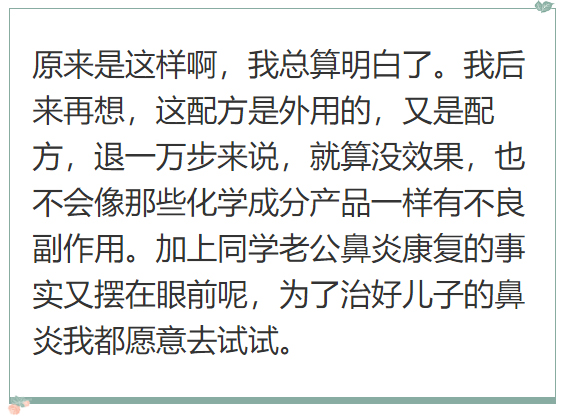 原来是这样啊，我总算明白了。我后
来再想，这配方是外用的，又是配
方，退一万步来说，就算没效果，也
不会像那些化学成分产品一样有不良
副作用。加上同学老公鼻炎康复的事
实又摆在眼前呢，为了治好儿子的鼻
炎我都愿意去试试。